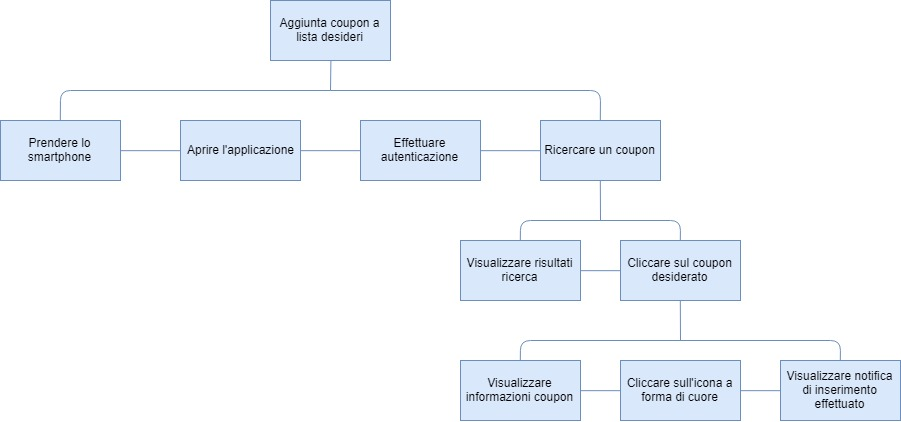 Aggiunta coupon a
lista desideri
Prendere lo
smartphone
Aprire l'applicazione
Effettuare
autenticazione
Ricercare un coupon
Visualizzare risultati
ricerca
Cliccare sul coupon
desiderato
Visualizzare
informazioni coupon
Cliccare sull'icona a
forma di cuore
Visualizzare notifica
di inserimento
effettuato